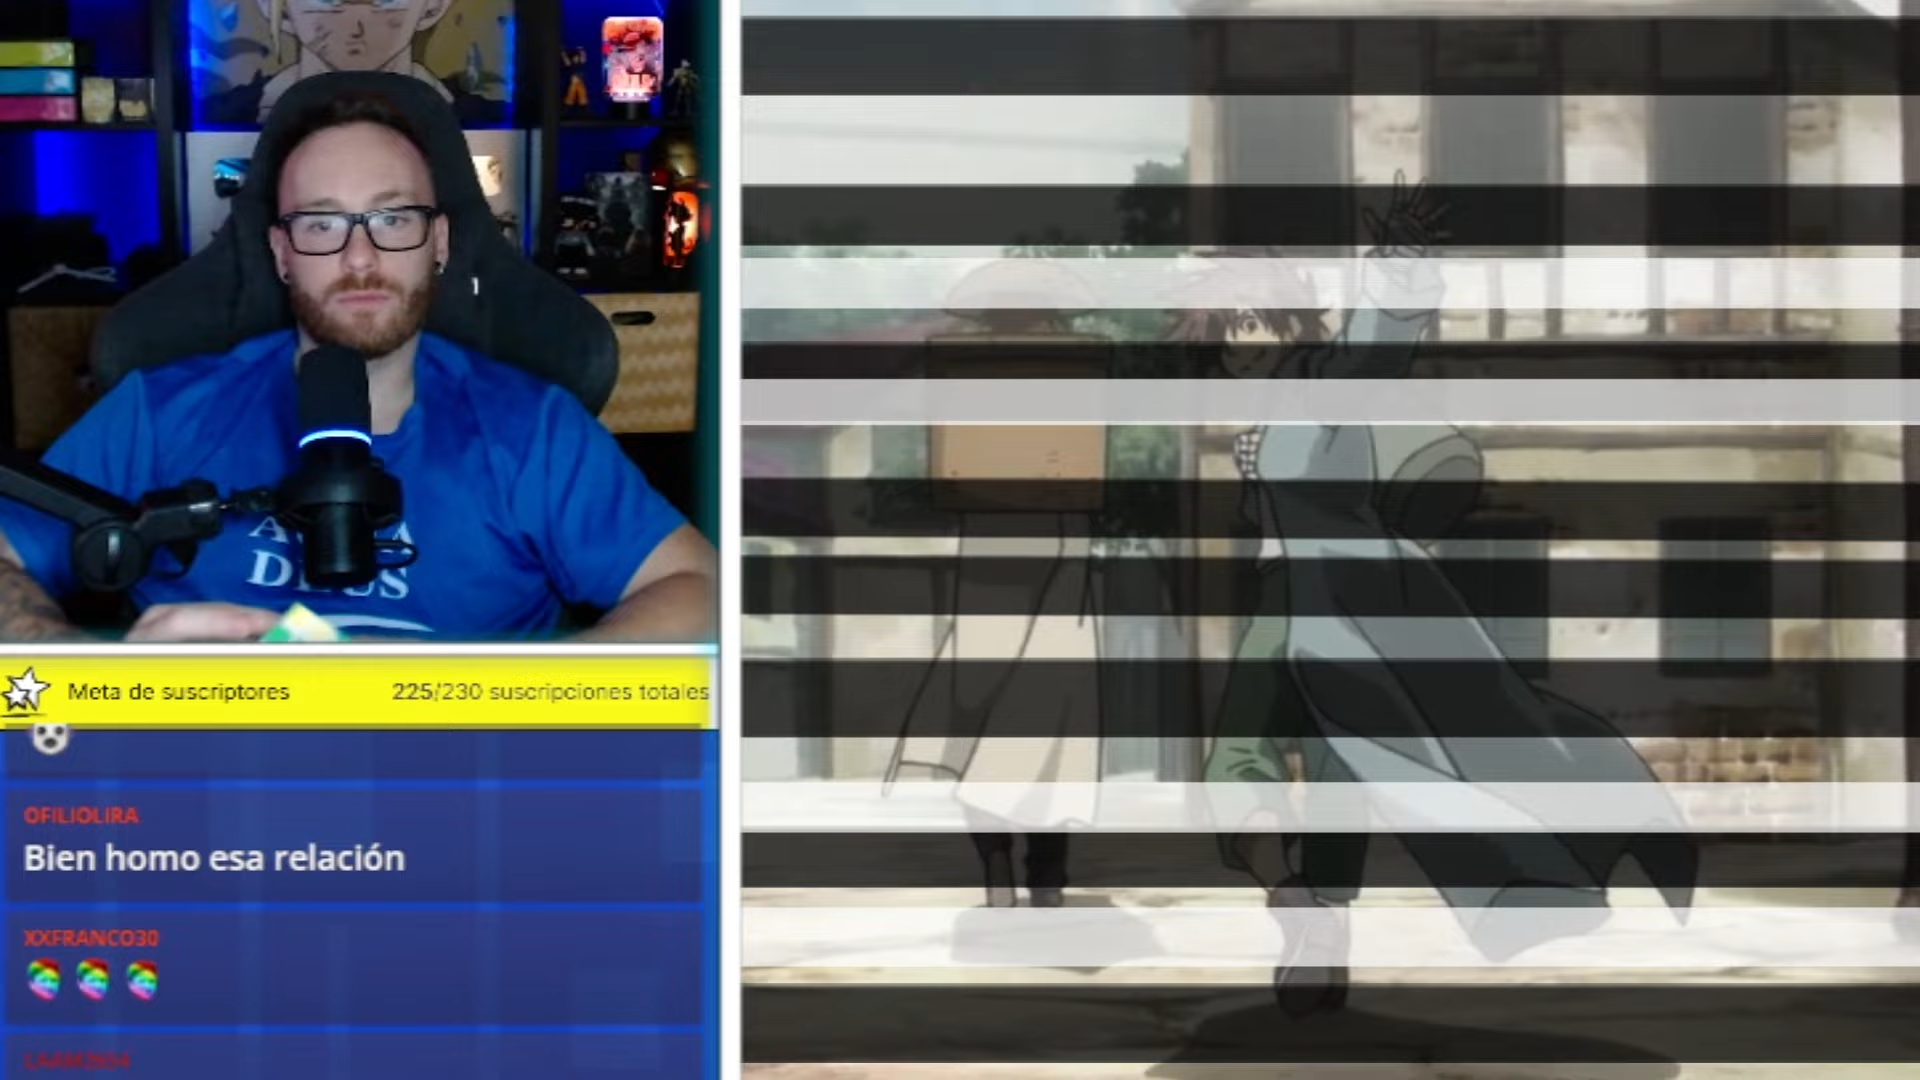 Meta de suscriptores
225/230 suscripciones totales
OFILIOLIRA
Bien homo esa relación
XXFRANCO30